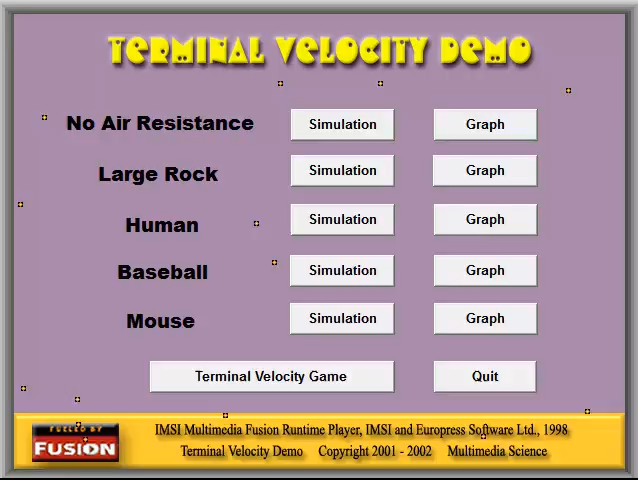 Terminal Velocity Demo
No Air Resistance Simulation Graph
Large Rock Simulation Graph
Human Simulation Graph
Baseball Simulation Graph
Mouse Simulation Graph
Terminal Velocity Game Quit
FUELED BY
FUSION
IMSI Multimedia Fusion Runtime Player, IMSI and Europress Software Ltd., 1998
Terminal Velocity Demo Copyright 2001 - 2002 Multimedia Science